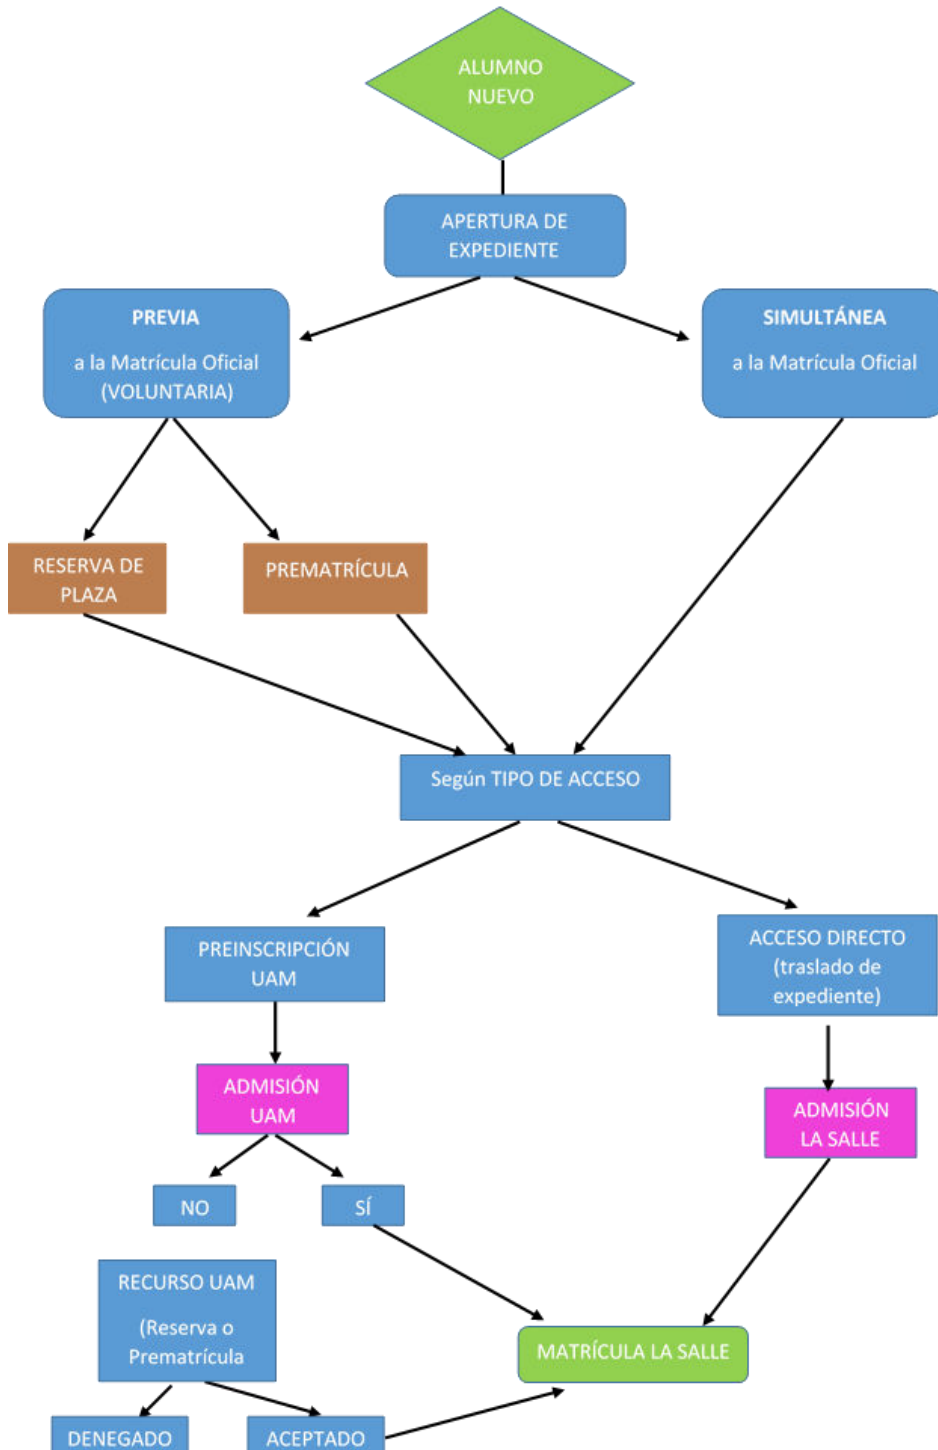 ALUMNO
NUEVO
APERTURA DE
EXPEDIENTE
PREVIA
a la Matrícula Oficial
(VOLUNTARIA)
SIMULTÁNEA
a la Matrícula Oficial
RESERVA DE
PLAZA
PREMATRÍCULA
Según TIPO DE ACCESO
PREINSCRIPCIÓN
UAM
ACCESO DIRECTO
(traslado de
expediente)
ADMISIÓN
UAM
ADMISIÓN
LA SALLE
NO
SÍ
RECURSO UAM
(Reserva o
Prematrícula
MATRÍCULA LA SALLE
DENEGADO
ACEPTADO